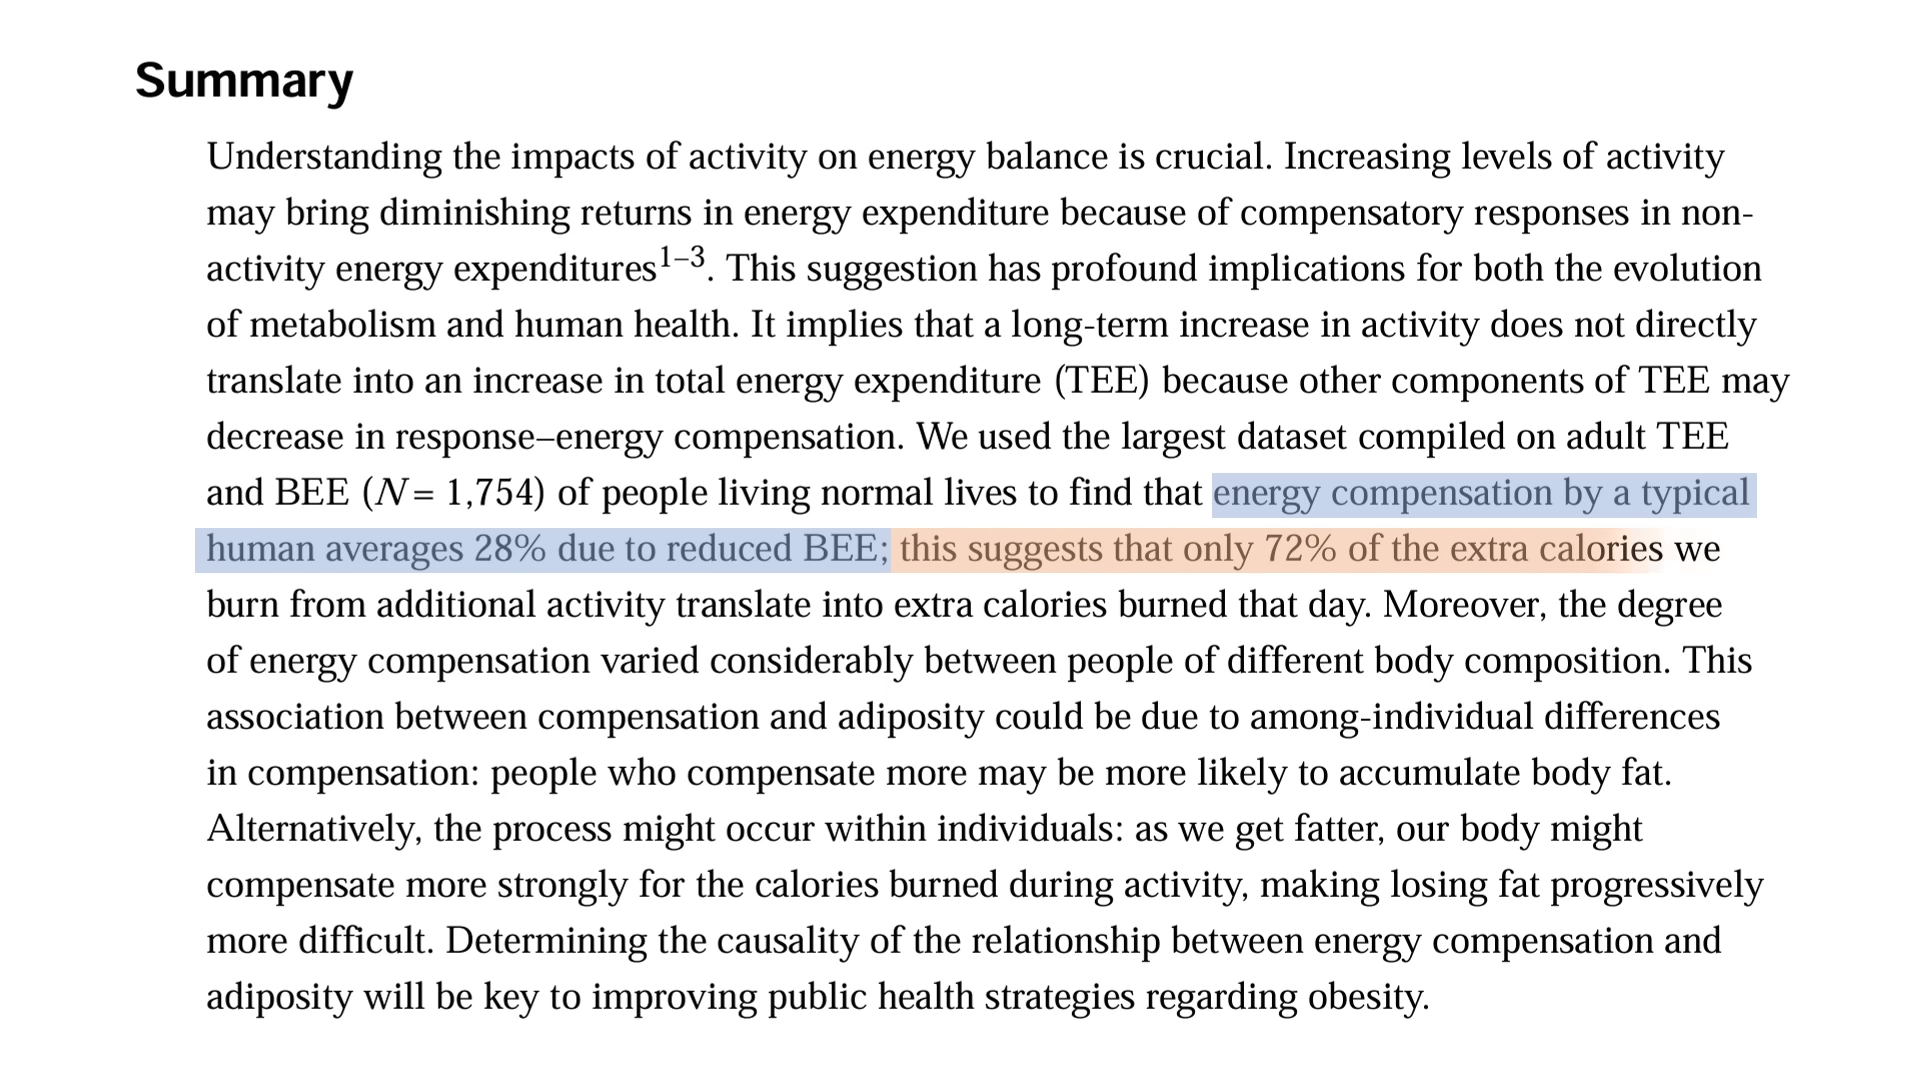 Summary
Understanding the impacts of activity on energy balance is crucial. Increasing levels of activity
may bring diminishing returns in energy expenditure because of compensatory responses in non-
activity energy expenditures1–3. This suggestion has profound implications for both the evolution
of metabolism and human health. It implies that a long-term increase in activity does not directly
translate into an increase in total energy expenditure (TEE) because other components of TEE may
decrease in response–energy compensation. We used the largest dataset compiled on adult TEE
and BEE (N= 1,754) of people living normal lives to find that energy compensation by a typical
human averages 28% due to reduced BEE; this suggests that only 72% of the extra calories we
burn from additional activity translate into extra calories burned that day. Moreover, the degree
of energy compensation varied considerably between people of different body composition. This
association between compensation and adiposity could be due to among-individual differences
in compensation: people who compensate more may be more likely to accumulate body fat.
Alternatively, the process might occur within individuals: as we get fatter, our body might
compensate more strongly for the calories burned during activity, making losing fat progressively
more difficult. Determining the causality of the relationship between energy compensation and
adiposity will be key to improving public health strategies regarding obesity.